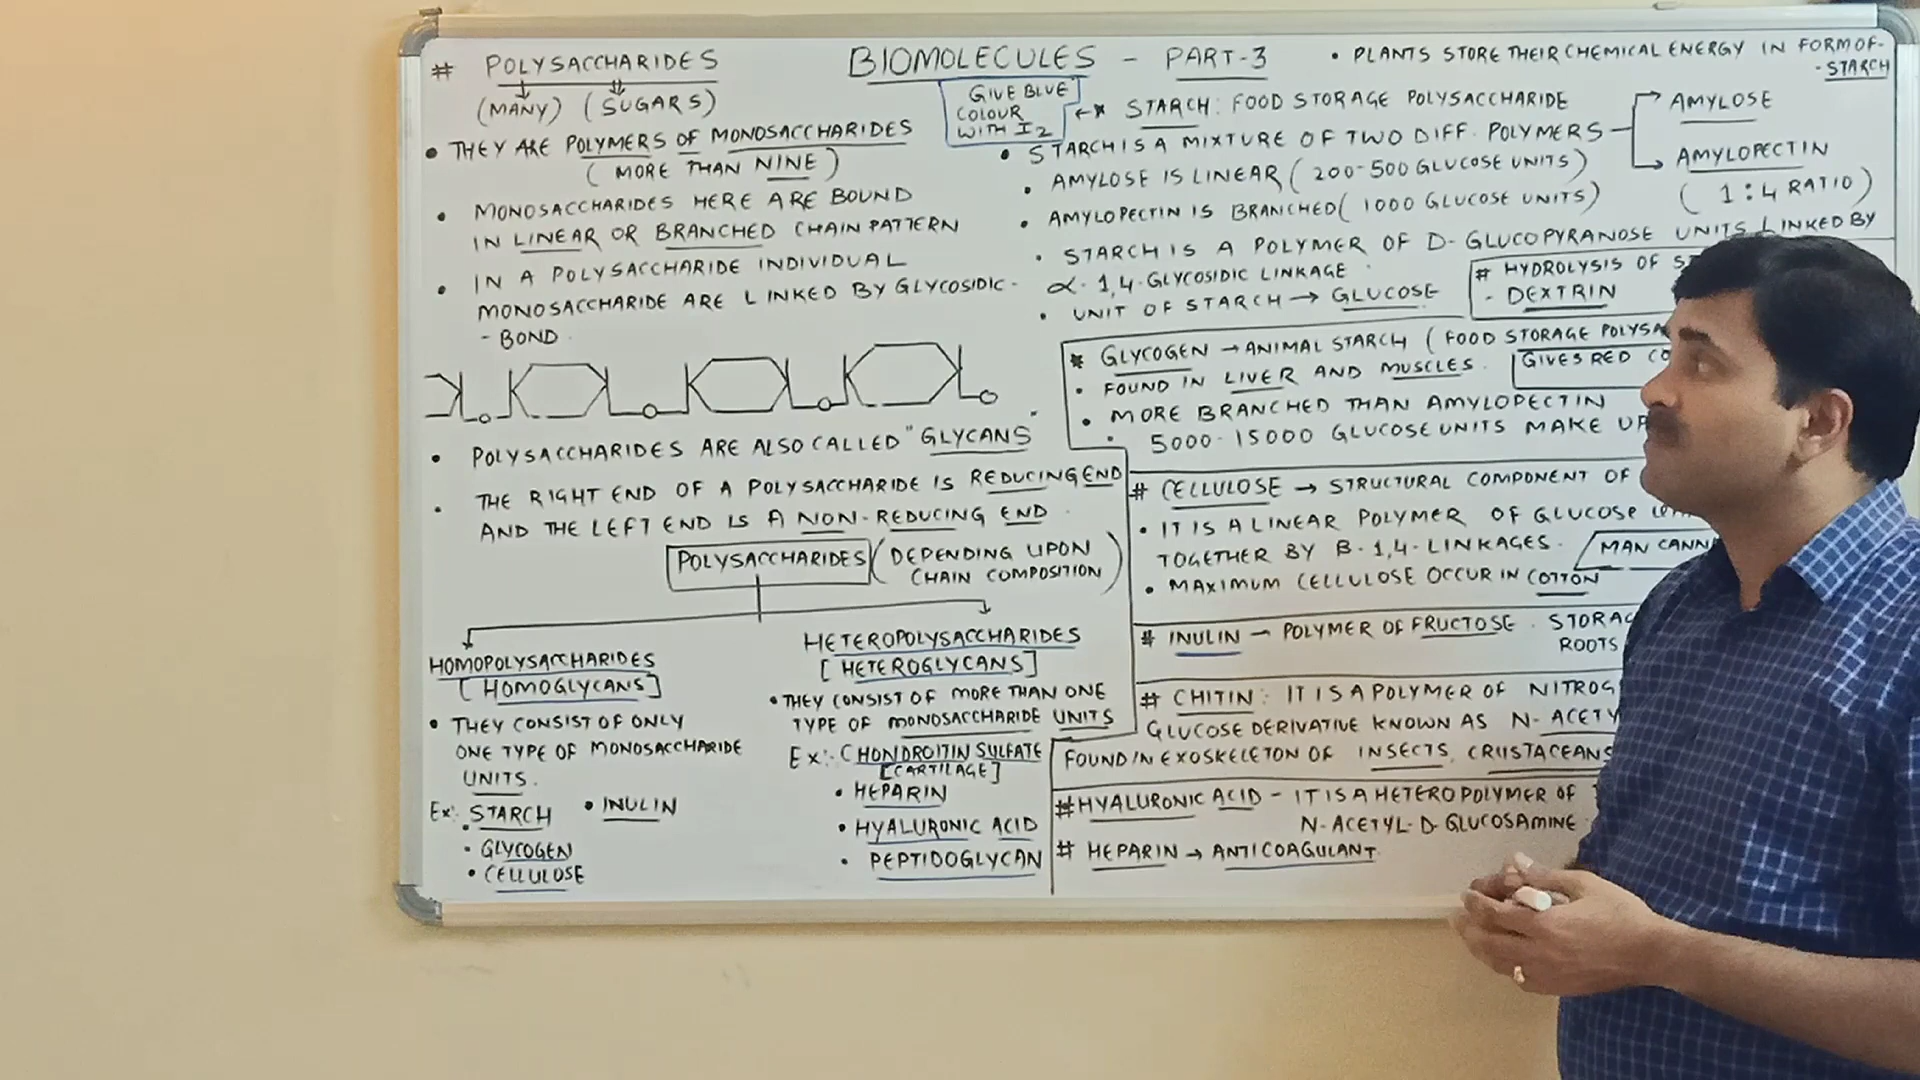 BIOMOLECULES - PART-3
# POLYSACCHARIDES
(MANY) (SUGARS)
• THEY ARE POLYMERS OF MONOSACCHARIDES
( MORE THAN NINE )
• MONOSACCHARIDES HERE ARE BOUND
IN LINEAR OR BRANCHED CHAIN PATTERN
• IN A POLYSACCHARIDE INDIVIDUAL
MONOSACCHARIDE ARE LINKED BY GLYCOSIDIC-
- BOND.
• POLYSACCHARIDES ARE ALSO CALLED "GLYCANS"
• THE RIGHT END OF A POLYSACCHARIDE IS REDUCING END
AND THE LEFT END IS A NON-REDUCING END.
POLYSACCHARIDES (DEPENDING UPON
CHAIN COMPOSITION)
HOMOPOLYSACCHARIDES
[HOMOGLYCANS]
• THEY CONSIST OF ONLY
ONE TYPE OF MONOSACCHARIDE
UNITS.
Ex:- STARCH • INULIN
• GLYCOGEN
• CELLULOSE
HETEROPOLYSACCHARIDES
[HETEROGLYCANS]
• THEY CONSIST OF MORE THAN ONE
TYPE OF MONOSACCHARIDE UNITS
Ex:- CHONDROITIN SULFATE
[CARTILAGE]
• HEPARIN
• HYALURONIC ACID
• PEPTIDOGLYCAN
• PLANTS STORE THEIR CHEMICAL ENERGY IN FORM OF-
- STARCH
GIVE BLUE
COLOUR
WITH I2
* STARCH: FOOD STORAGE POLYSACCHARIDE
• STARCH IS A MIXTURE OF TWO DIFF. POLYMERS
AMYLOSE
AMYLOPECTIN
( 1:4 RATIO )
• AMYLOSE IS LINEAR (200-500 GLUCOSE UNITS)
• AMYLOPECTIN IS BRANCHED (1000 GLUCOSE UNITS)
• STARCH IS A POLYMER OF D-GLUCOPYRANOSE UNITS LINKED BY
α-1,4-GLYCOSIDIC LINKAGE.
• UNIT OF STARCH → GLUCOSE
# HYDROLYSIS OF
- DEXTRIN
* GLYCOGEN → ANIMAL STARCH ( FOOD STORAGE
• FOUND IN LIVER AND MUSCLES.
GIVES RED
• MORE BRANCHED THAN AMYLOPECTIN
• 5000-15000 GLUCOSE UNITS MAKE
# CELLULOSE → STRUCTURAL COMPONENT OF
• IT IS A LINEAR POLYMER OF GLUCOSE
TOGETHER BY B-1,4-LINKAGES.
MAN
• MAXIMUM CELLULOSE OCCUR IN COTTON
# INULIN - POLYMER OF FRUCTOSE.
ROOTS
# CHITIN: IT IS A POLYMER OF
GLUCOSE DERIVATIVE KNOWN AS N-
FOUND IN EXOSKELETON OF INSECTS, CRUSTACEANS
# HYALURONIC ACID - IT IS A HETEROPOLYMER OF
N-ACETYL-D-GLUCOSAMINE.
# HEPARIN → ANTICOAGULANT.